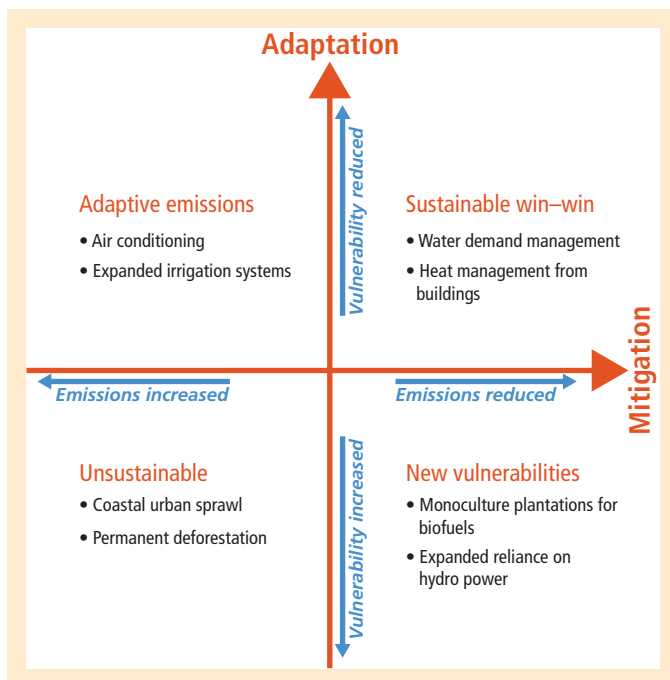 Adaptation
Vulnerability reduced
Adaptive emissions
• Air conditioning
• Expanded irrigation systems
Sustainable win–win
• Water demand management
• Heat management from
buildings
Mitigation
Emissions increased
Emissions reduced
Unsustainable
• Coastal urban sprawl
• Permanent deforestation
Vulnerability increased
New vulnerabilities
• Monoculture plantations for
biofuels
• Expanded reliance on
hydro power